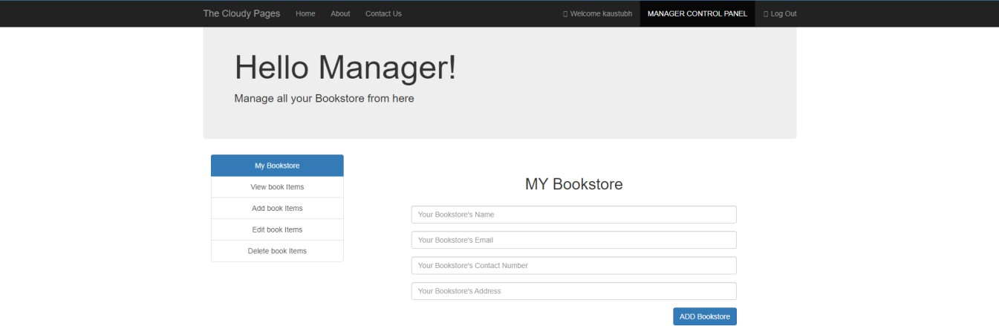 The Cloudy Pages Home About Contact Us Welcome kaustubh MANAGER CONTROL PANEL Log Out
Hello Manager!
Manage all your Bookstore from here
My Bookstore
View book Items
Add book Items
Edit book Items
Delete book Items
MY Bookstore
Your Bookstore's Name
Your Bookstore's Email
Your Bookstore's Contact Number
Your Bookstore's Address
ADD Bookstore